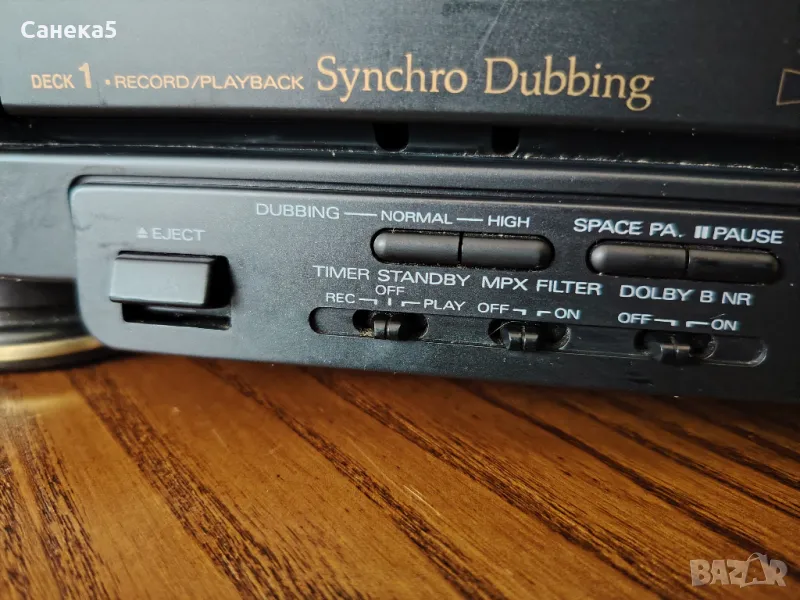 Санека5
DECK 1 • RECORD/PLAYBACK Synchro Dubbing
DUBBING NORMAL HIGH SPACE PA. PAUSE
EJECT
TIMER STANDBY MPX FILTER DOLBY B NR
REC OFF PLAY OFF ON OFF ON
BAZAR